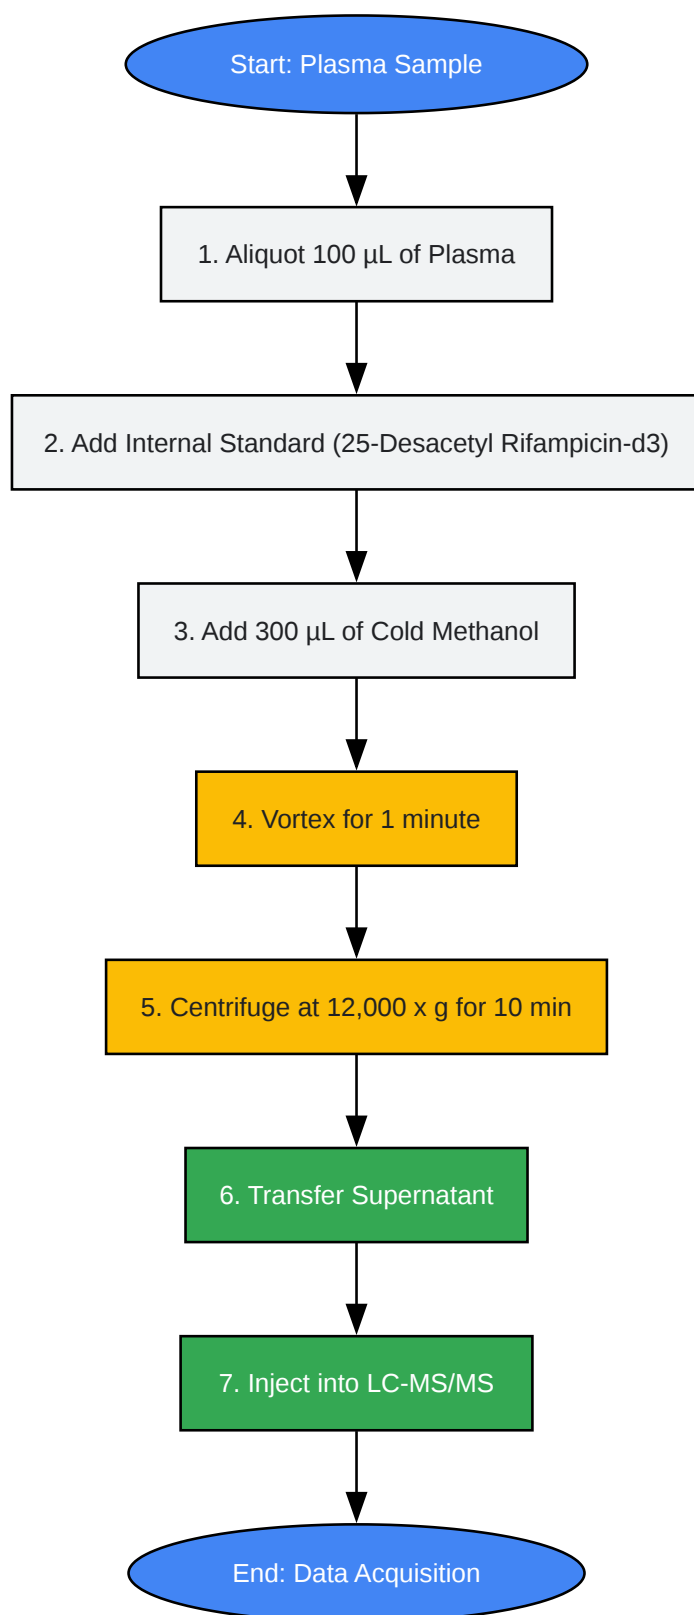 Start: Plasma Sample
1. Aliquot 100 µL of Plasma
2. Add Internal Standard (25-Desacetyl Rifampicin-d3)
3. Add 300 µL of Cold Methanol
4. Vortex for 1 minute
5. Centrifuge at 12,000 x g for 10 min
6. Transfer Supernatant
7. Inject into LC-MS/MS
End: Data Acquisition